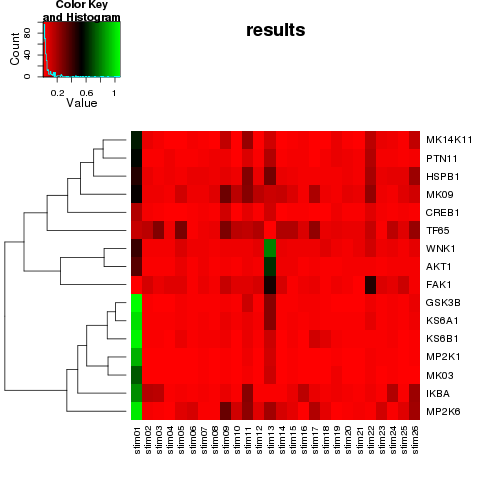 Color Key
and Histogram
results
Count
0 40 80
0.2 0.6 1
Value
MK14K11
PTN11
HSPB1
MK09
CREB1
TF65
WNK1
AKT1
FAK1
GSK3B
KS6A1
KS6B1
MP2K1
MK03
IKBA
MP2K6
stim01
stim02
stim03
stim04
stim05
stim06
stim07
stim08
stim09
stim10
stim11
stim12
stim13
stim14
stim15
stim16
stim17
stim18
stim19
stim20
stim21
stim22
stim23
stim24
stim25
stim26